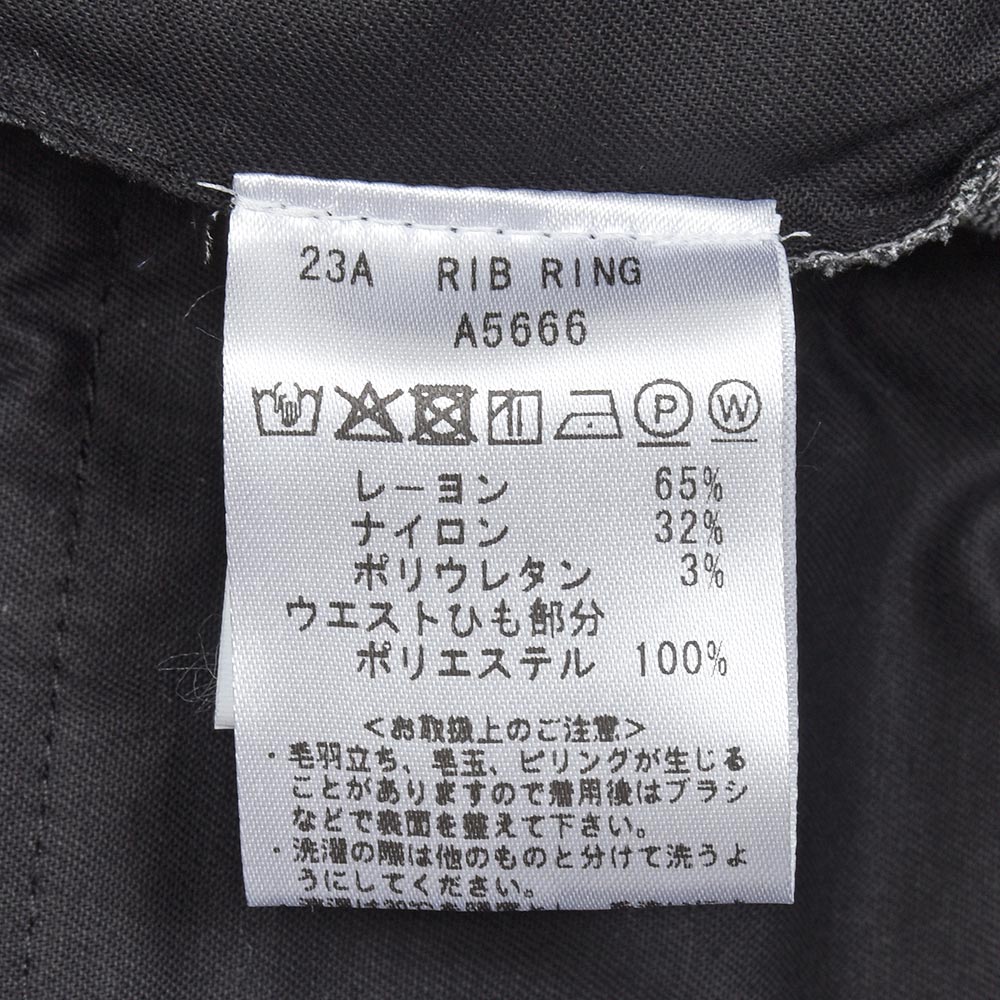 23A RIB RING
A5666
P W
レーヨン 65%
ナイロン 32%
ポリウレタン 3%
ウエストひも部分
ポリエステル 100%
<お取扱上のご注意>
・毛羽立ち、毛玉、ピリングが生じる
ことがありますので着用後はブラシ
などで表面を整えて下さい。
・洗濯の際は他のものと分けて洗うよ
うにしてください。